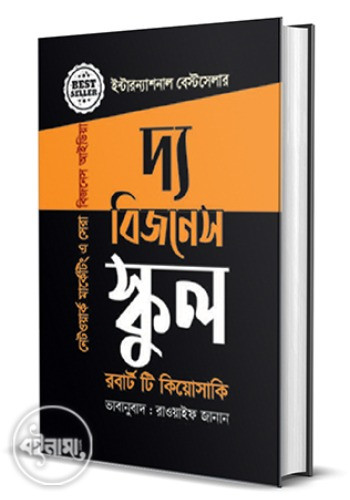 BEST
SELLER
ইন্টারন্যাশনাল বেস্টসেলার
নেটওয়ার্ক মার্কেটিং এ সেরা বিজনেস আইডিয়া
দ্য
বিজনেস
স্কুল
রবার্ট টি কিয়োসাকি
ভাবানুবাদ : রাওয়াইফ জানান
বইনামা